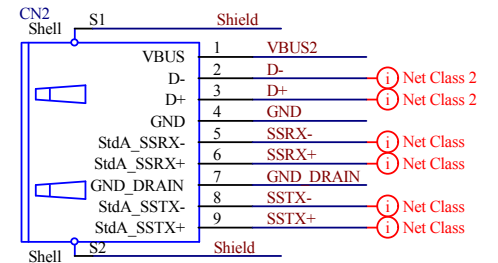 CN2
Shell S1 Shield
VBUS 1 VBUS2
D- 2 D- i Net Class 2
D+ 3 D+ i Net Class 2
GND 4 GND
StdA_SSRX- 5 SSRX- i Net Class
StdA_SSRX+ 6 SSRX+ i Net Class
GND_DRAIN 7 GND_DRAIN
StdA_SSTX- 8 SSTX- i Net Class
StdA_SSTX+ 9 SSTX+ i Net Class
Shell S2 Shield